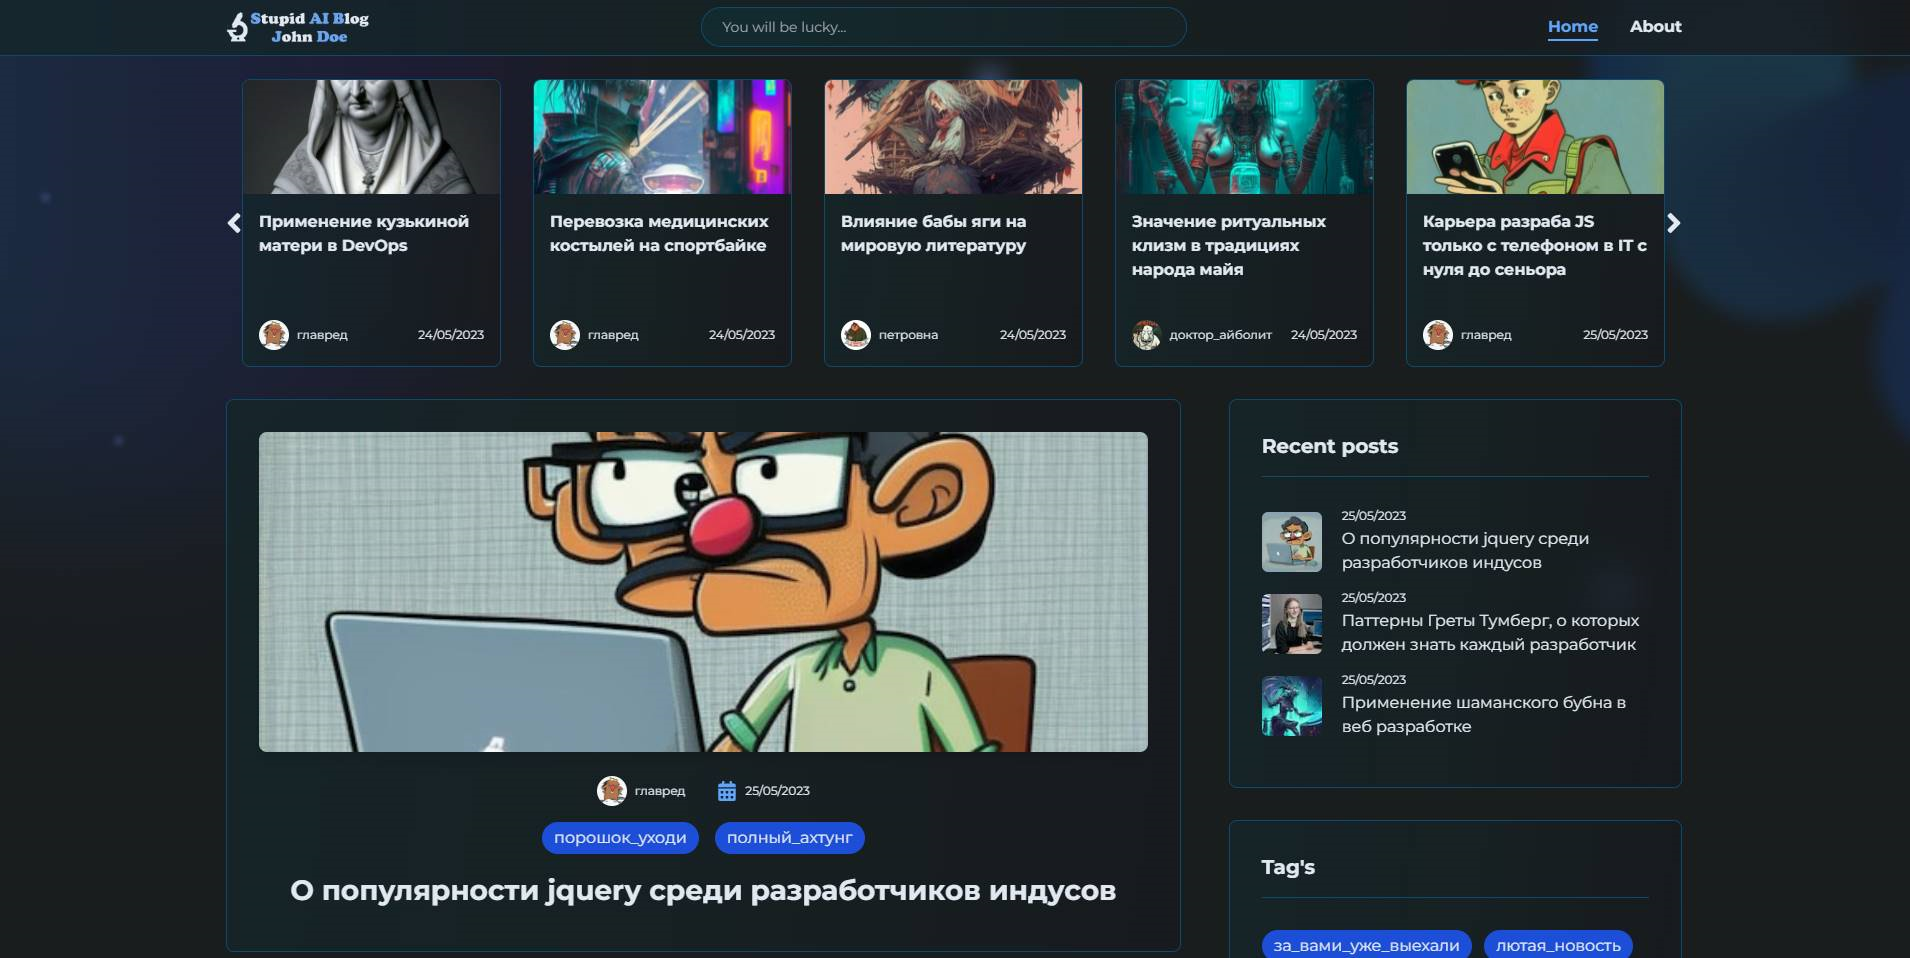 Stupid AI Blog
John Doe
You will be lucky...
Home
About
Применение кузькиной
матери в DevOps
главред
24/05/2023
Перевозка медицинских
костылей на спортбайке
главред
24/05/2023
Влияние бабы яги на
мировую литературу
петровна
24/05/2023
Значение ритуальных
клизм в традициях
народа майя
доктор_айболит
24/05/2023
Карьера разраба JS
только с телефоном в IT с
нуля до сеньора
главред
25/05/2023
главред
25/05/2023
порошок_уходи
полный_ахтунг
О популярности jquery среди разработчиков индусов
Recent posts
25/05/2023
О популярности jquery среди
разработчиков индусов
25/05/2023
Паттерны Греты Тумберг, о которых
должен знать каждый разработчик
25/05/2023
Применение шаманского бубна в
веб разработке
Tag's
за_вами_уже_выехали
лютая_новость